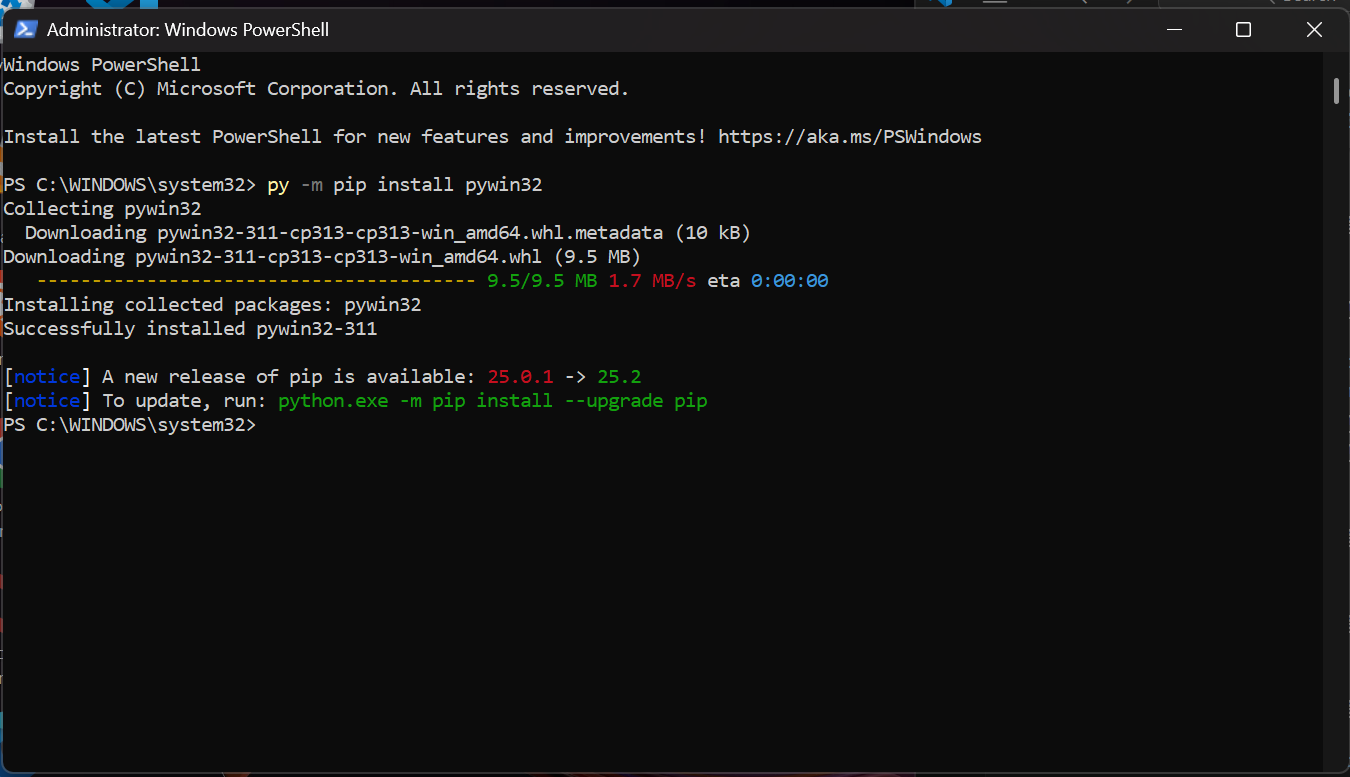 Administrator: Windows PowerShell
Windows PowerShell
Copyright (C) Microsoft Corporation. All rights reserved.
Install the latest PowerShell for new features and improvements! https://aka.ms/PSWindows
PS C:\WINDOWS\system32> py -m pip install pywin32
Collecting pywin32
  Downloading pywin32-311-cp313-cp313-win_amd64.whl.metadata (10 kB)
Downloading pywin32-311-cp313-cp313-win_amd64.whl (9.5 MB)
   ---------------------------------------- 9.5/9.5 MB 1.7 MB/s eta 0:00:00
Installing collected packages: pywin32
Successfully installed pywin32-311
[notice] A new release of pip is available: 25.0.1 -> 25.2
[notice] To update, run: python.exe -m pip install --upgrade pip
PS C:\WINDOWS\system32>